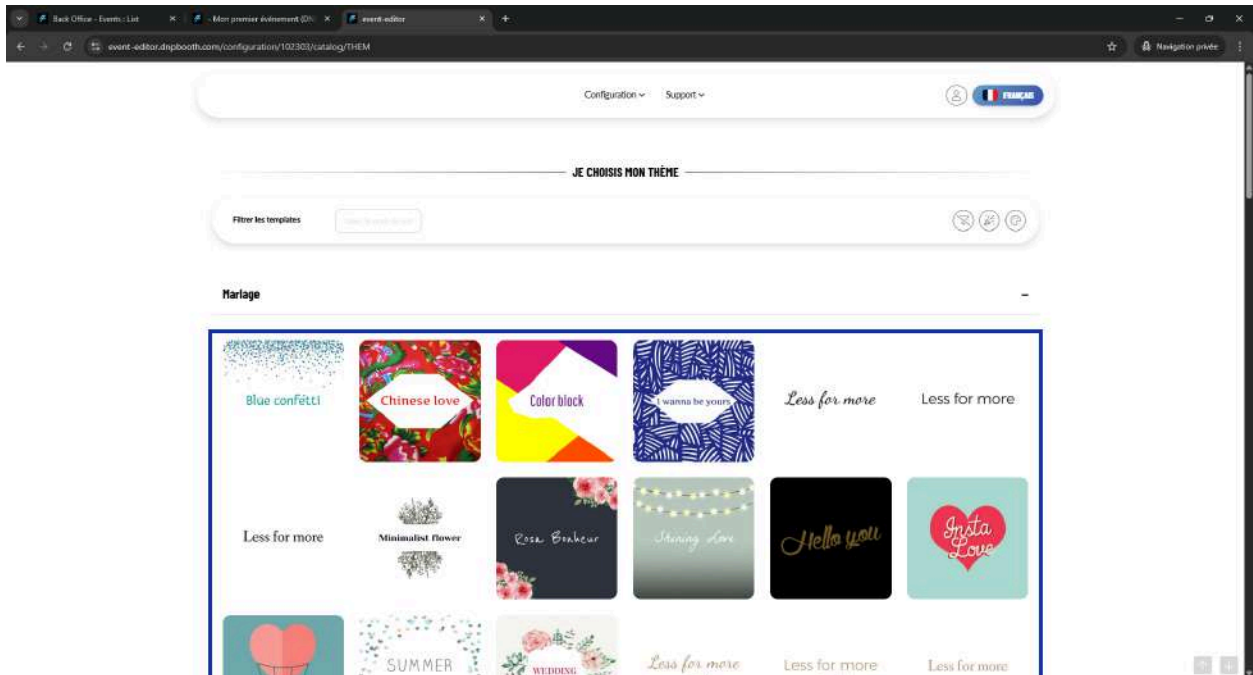 Back Office - Events : List
- Mon premier événement (DN
event-editor
event-editor.dnpbooth.com/configuration/102303/catalog/THEM
Navigation privée
Configuration
Support
FRANÇAIS
JE CHOISIS MON THÈME
Filtrer les templates
Mariage
Blue confétti
Chinese love
Color block
I wanna be yours
Less for more
Less for more
Less for more
Minimalist flower
Rosa Bonheur
Shining Love
Hello you
Insta Love
SUMMER
WEDDING
Less for more
Less for more
Less for more